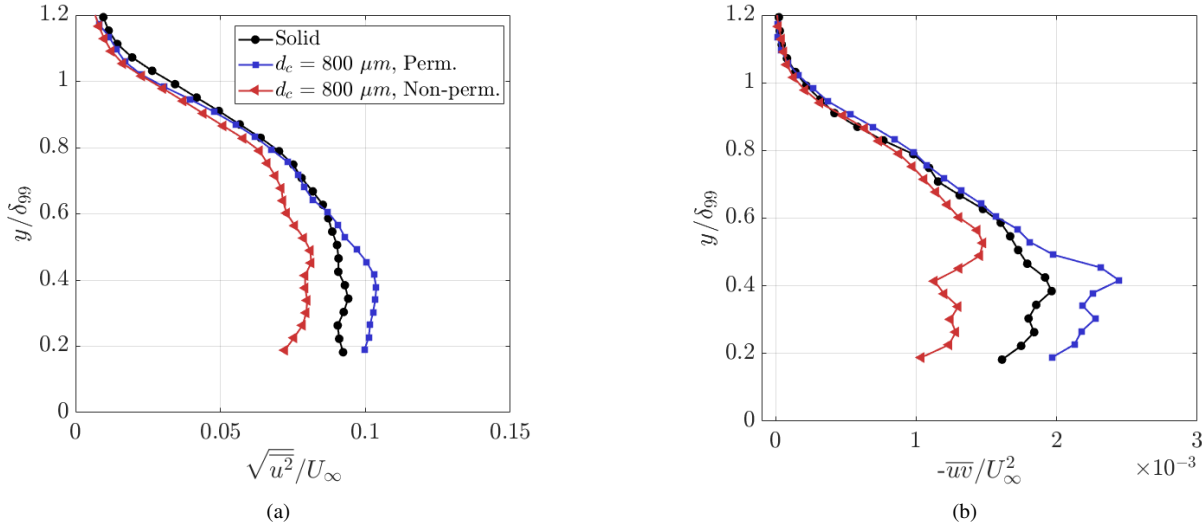 1.2
1
0.8
0.6
0.4
0.2
0
y/δ99
Solid
d_c = 800 μm, Perm.
d_c = 800 μm, Non-perm.
0 0.05 0.1 0.15
√u²/U∞
(a)
1.2
1
0.8
0.6
0.4
0.2
0
y/δ99
0 1 2 3
×10⁻³
-uv/U∞²
(b)